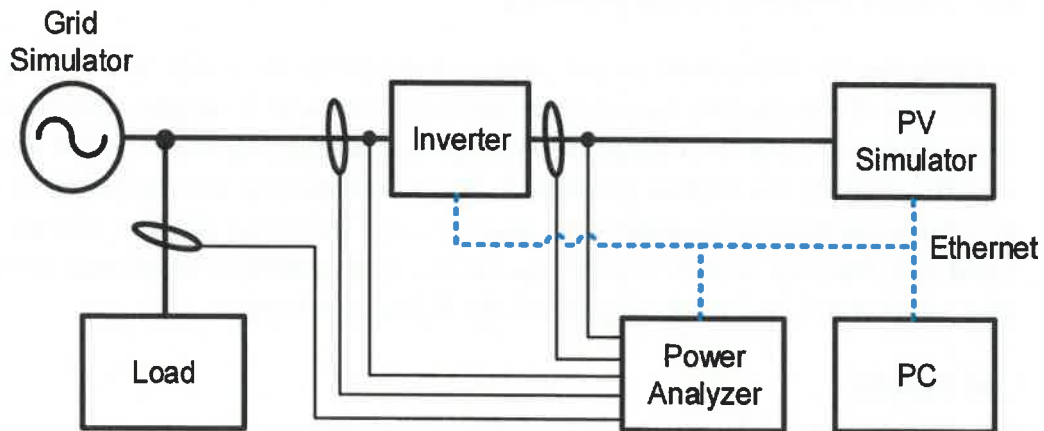 Grid
Simulator
Inverter
PV
Simulator
Ethernet
Load
Power
Analyzer
PC